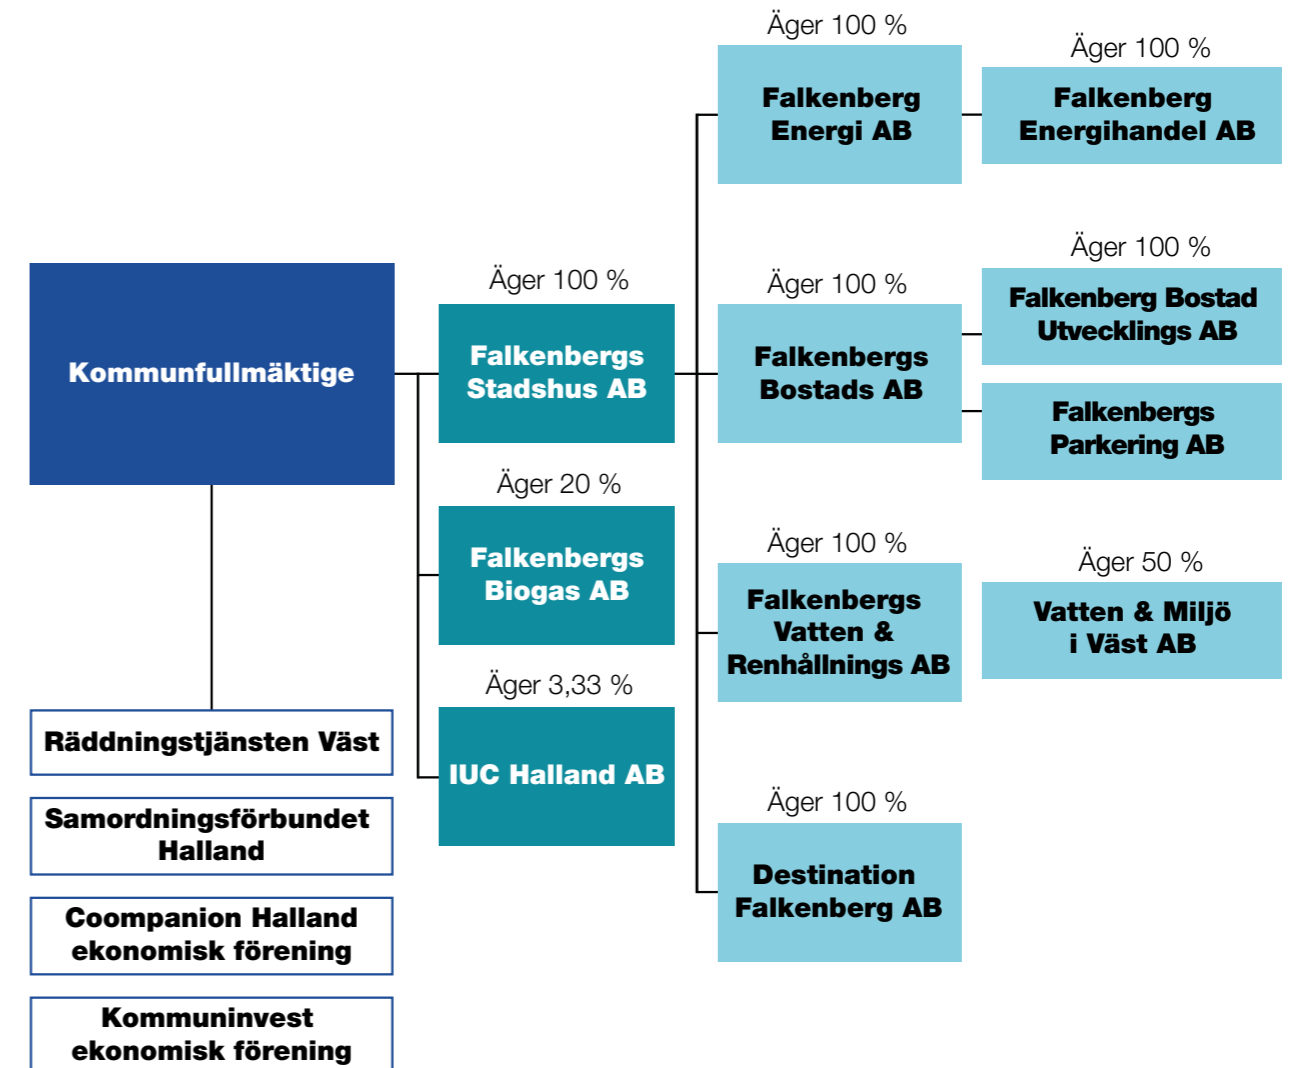 Kommunfullmäktige
Räddningstjänsten Väst
Samordningsförbundet
Halland
Coompanion Halland
ekonomisk förening
Kommuninvest
ekonomisk förening
Äger 100 %
Falkenbergs
Stadshus AB
Äger 20 %
Falkenbergs
Biogas AB
Äger 3,33 %
IUC Halland AB
Äger 100 %
Falkenberg
Energi AB
Äger 100 %
Falkenberg
Energihandel AB
Äger 100 %
Falkenbergs
Bostads AB
Äger 100 %
Falkenberg Bostad
Utvecklings AB
Falkenbergs
Parkering AB
Äger 100 %
Falkenbergs
Vatten &
Renhållnings AB
Äger 50 %
Vatten & Miljö
i Väst AB
Äger 100 %
Destination
Falkenberg AB